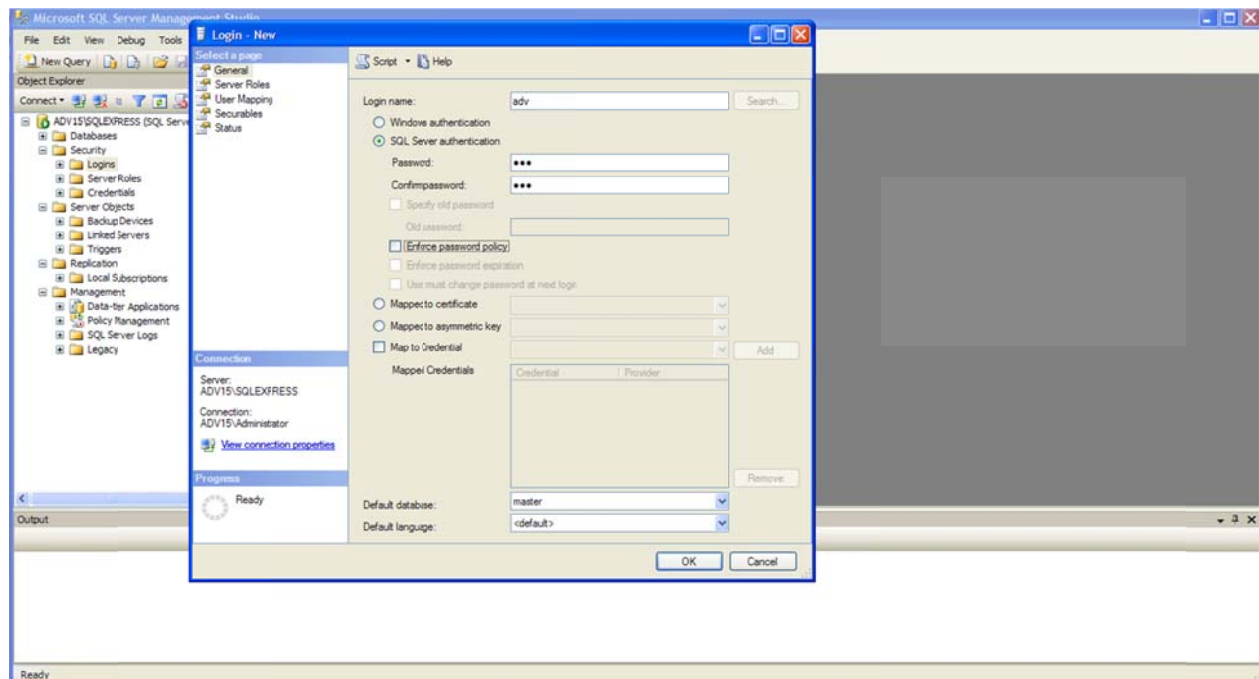 Microsoft SQL Server Management Studio
File Edit View Debug Tools
New Query
Object Explorer
Connect
ADV15\SQLEXPRESS (SQL Serve
Databases
Security
Logins
Server Roles
Credentials
Server Objects
Backup Devices
Linked Servers
Triggers
Replication
Local Subscriptions
Management
Data-tier Applications
Policy Management
SQL Server Logs
Legacy
Login - New
Select a page
General
Server Roles
User Mapping
Securables
Status
Connection
Server:
ADV15\SQLEXPRESS
Connection:
ADV15\Administrator
View connection properties
Progress
Ready
Script Help
Login name: adv Search...
Windows authentication
SQL Server authentication
Password: •••
Confirm password: •••
Specify old password
Old password:
Enforce password policy
Enforce password expiration
User must change password at next login
Mapped to certificate
Mapped to asymmetric key
Map to Credential Add
Mapped Credentials Credential Provider
Remove
Default database: master
Default language: <default>
OK Cancel
Output
Ready